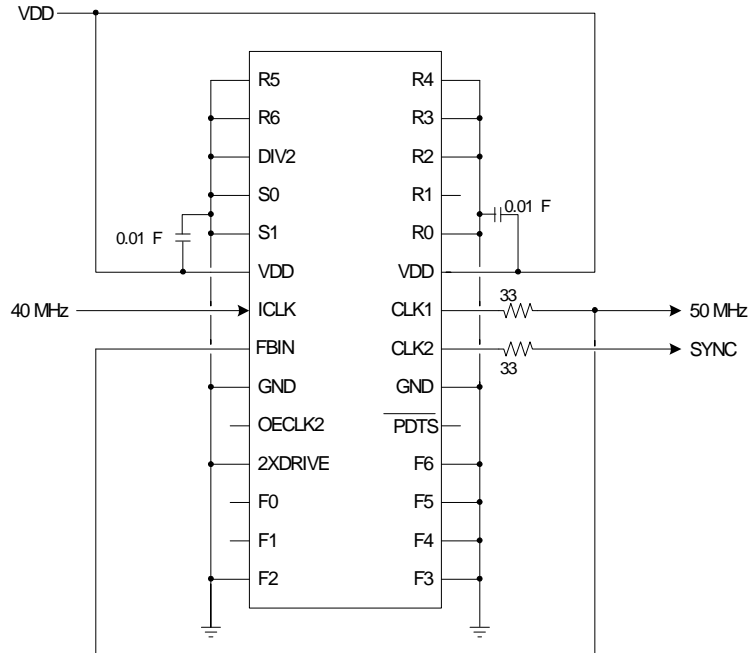 VDD
R5 R4
R6 R3
DIV2 R2
S0 R1
0.01 F
S1 R0
0.01 F
VDD VDD
33
40 MHz ICLK CLK1 50 MHz
FBIN CLK2 SYNC
33
GND GND
OECLK2 PDTS
2XDRIVE F6
F0 F5
F1 F4
F2 F3